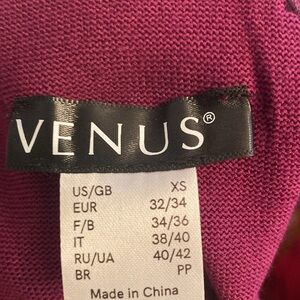 VENUS®
US/GB XS
EUR 32/34
F/B 34/36
IT 38/40
RU/UA 40/42
BR PP
Made in China